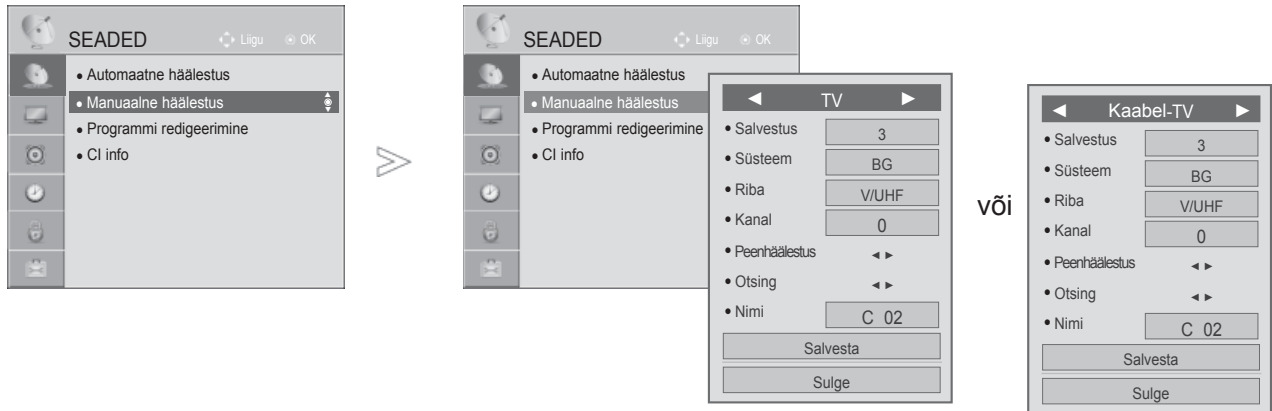 SEADED Liigu OK
• Automaatne häälestus
• Manuaalne häälestus
• Programmi redigeerimine
• CI info
SEADED Liigu OK
• Automaatne häälestus
• Manuaalne häälestus
• Programmi redigeerimine
• CI info
◄ TV ►
• Salvestus 3
• Süsteem BG
• Riba V/UHF
• Kanal 0
• Peenhäälestus ◄ ►
• Otsing ◄ ►
• Nimi C 02
Salvesta
Sulge
või
◄ Kaabel-TV ►
• Salvestus 3
• Süsteem BG
• Riba V/UHF
• Kanal 0
• Peenhäälestus ◄ ►
• Otsing ◄ ►
• Nimi C 02
Salvesta
Sulge